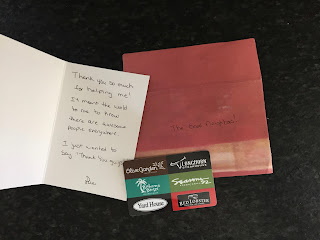 Thank you so much
for helping me!
It meant the world
to me to know
there are awesome
people everywhere.
I just wanted to
say "Thank you
The
Olive Garden
LONGHORN
Bahama Breeze
Seasons 52
Yard House
RED LOBSTER